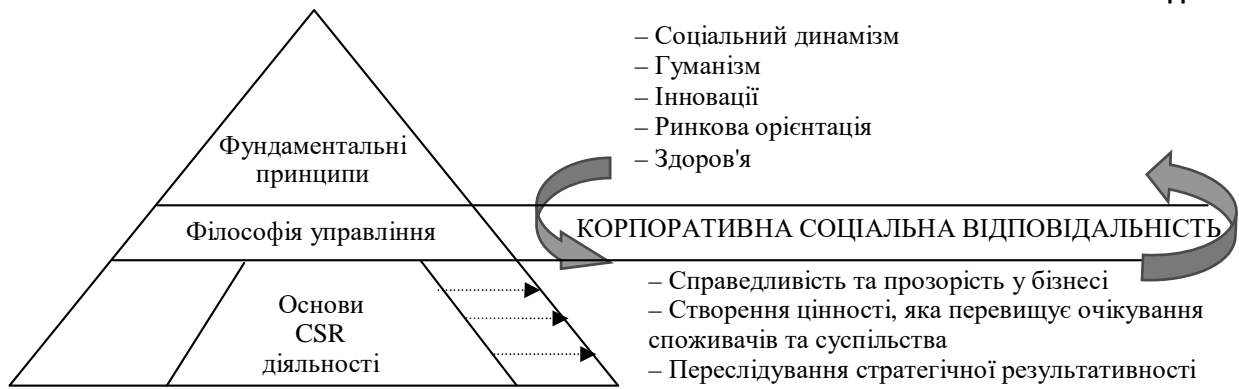 – Соціальний динамізм
– Гуманізм
– Інновації
– Ринкова орієнтація
– Здоров'я
Фундаментальні
принципи
Філософія управління
КОРПОРАТИВНА СОЦІАЛЬНА ВІДПОВІДАЛЬНІСТЬ
Основи
CSR
діяльності
– Справедливість та прозорість у бізнесі
– Створення цінності, яка перевищує очікування
споживачів та суспільства
– Переслідування стратегічної результативності